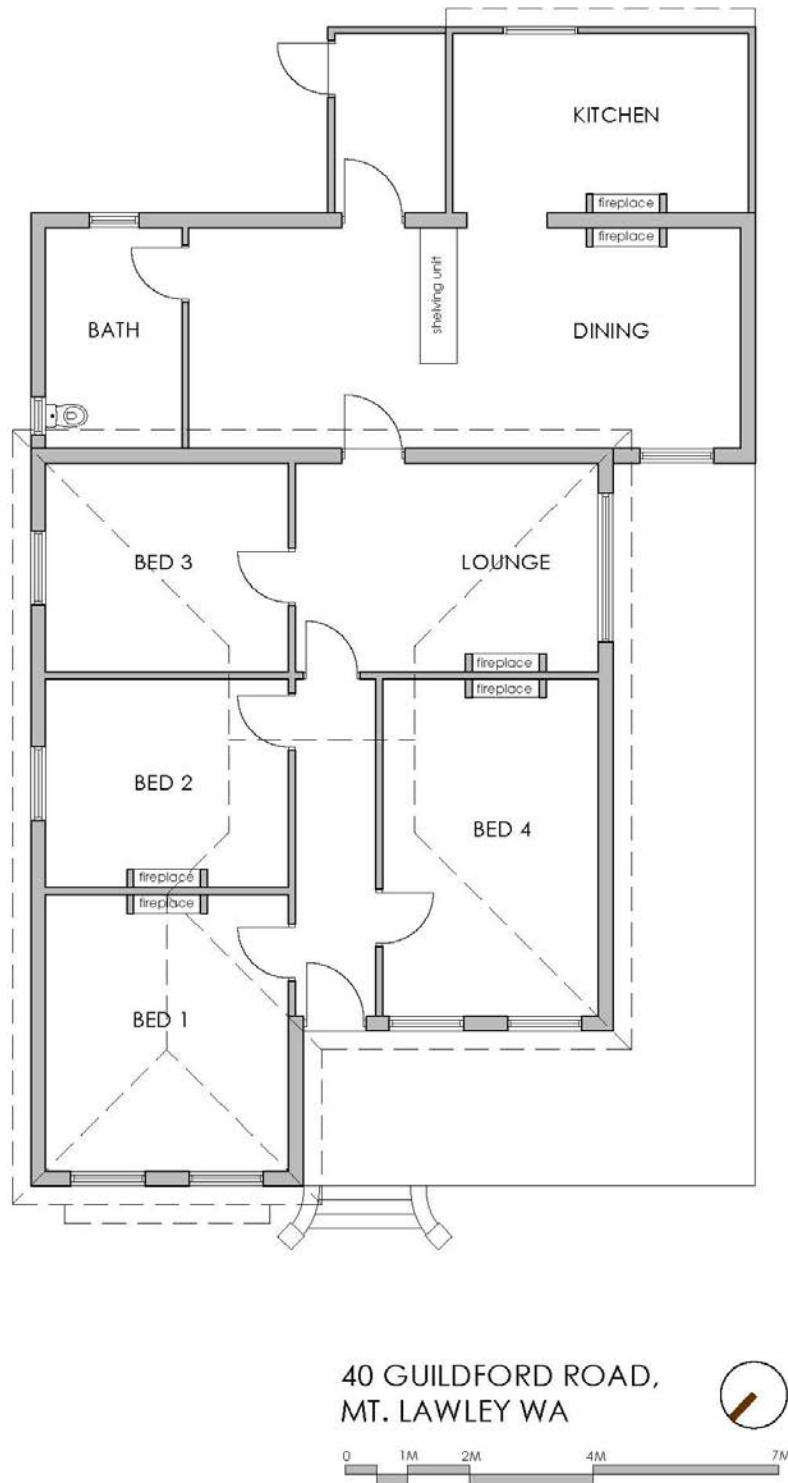 KITCHEN
fireplace
fireplace
shelving unit
BATH
DINING
BED 3
LOUNGE
fireplace
fireplace
BED 2
BED 4
fireplace
fireplace
BED 1
40 GUILDFORD ROAD,
MT. LAWLEY WA
0 1M 2M 4M 7M